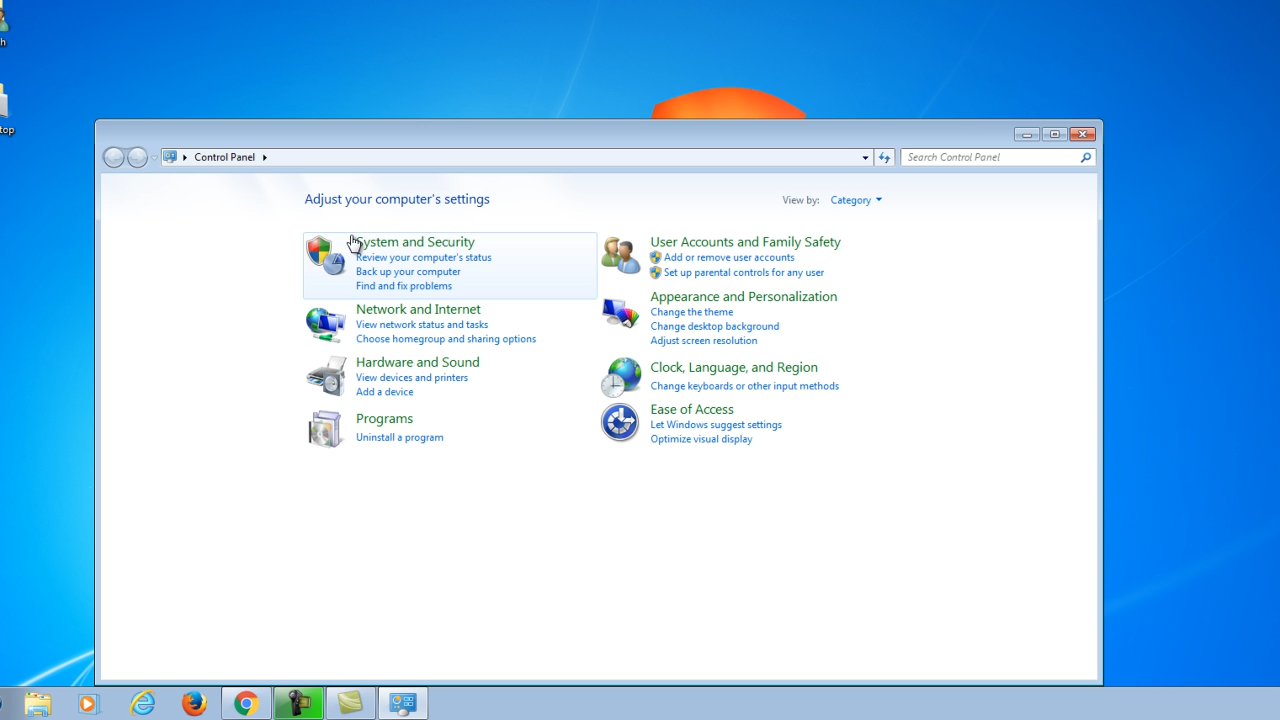 h
top
Control Panel
Search Control Panel
Adjust your computer's settings
View by: Category
System and Security
Review your computer's status
Back up your computer
Find and fix problems
Network and Internet
View network status and tasks
Choose homegroup and sharing options
Hardware and Sound
View devices and printers
Add a device
Programs
Uninstall a program
User Accounts and Family Safety
Add or remove user accounts
Set up parental controls for any user
Appearance and Personalization
Change the theme
Change desktop background
Adjust screen resolution
Clock, Language, and Region
Change keyboards or other input methods
Ease of Access
Let Windows suggest settings
Optimize visual display